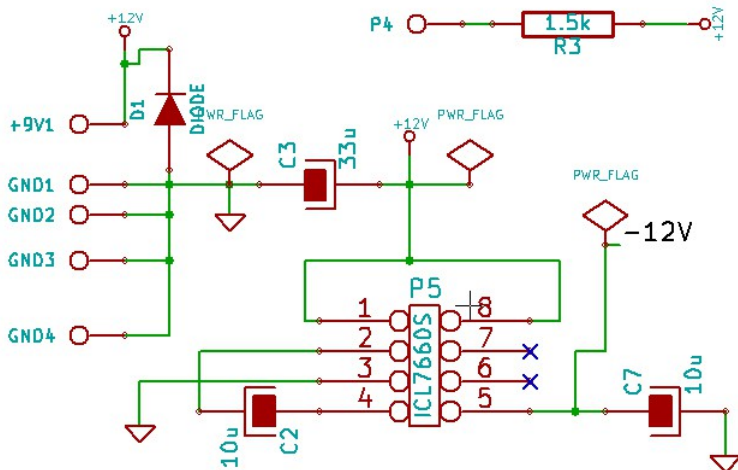 +12V
P4
1.5k
R3
+12V
D1
DIODE
+9V1
PWR_FLAG
C3
33u
+12V
PWR_FLAG
GND1
GND2
GND3
GND4
PWR_FLAG
-12V
P5
1
8
2
7
3
6
4
5
ICL7660S
10u
C2
C7
10u